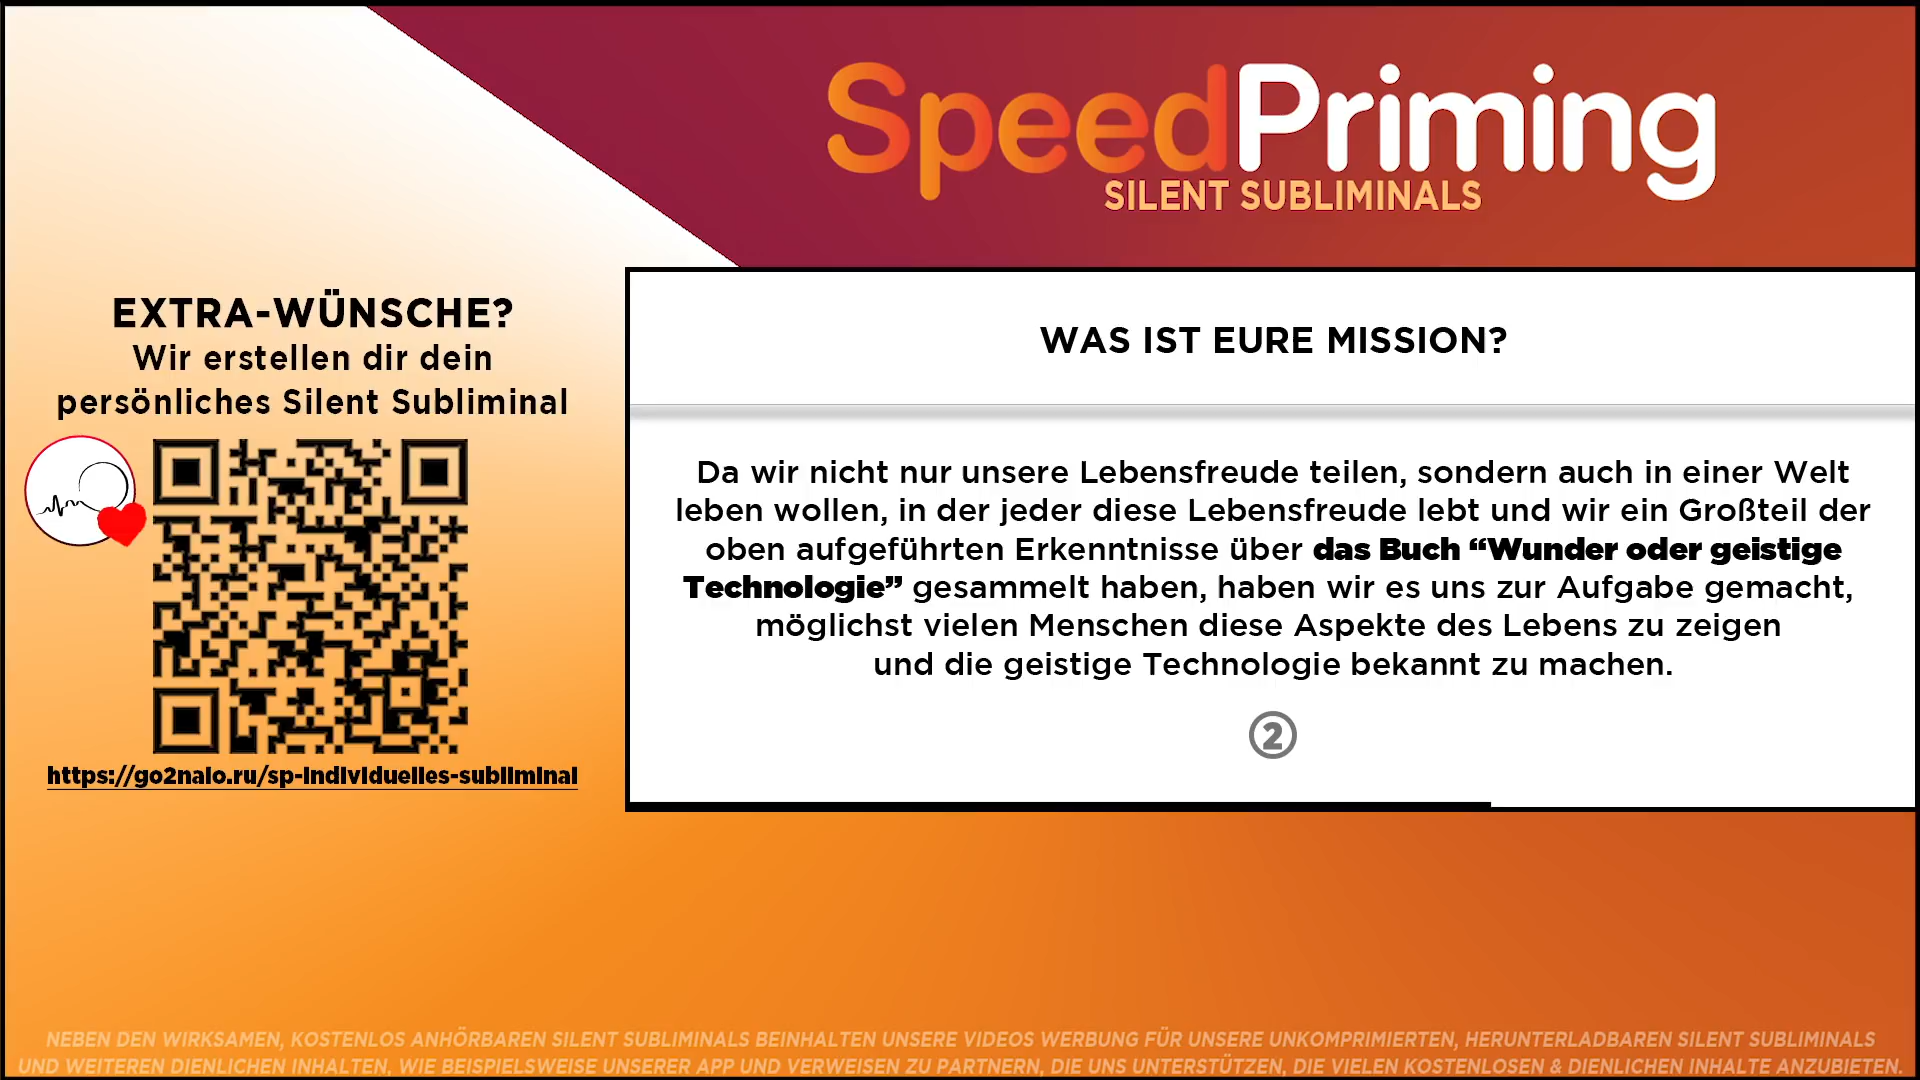 SpeedPriming
SILENT SUBLIMINALS
EXTRA-WÜNSCHE?
Wir erstellen dir dein
persönliches Silent Subliminal
https://go2nalo.ru/sp-individuelles-subliminal
WAS IST EURE MISSION?
Da wir nicht nur unsere Lebensfreude teilen, sondern auch in einer Welt
leben wollen, in der jeder diese Lebensfreude lebt und wir ein Großteil der
oben aufgeführten Erkenntnisse über das Buch “Wunder oder geistige
Technologie” gesammelt haben, haben wir es uns zur Aufgabe gemacht,
möglichst vielen Menschen diese Aspekte des Lebens zu zeigen
und die geistige Technologie bekannt zu machen.
②
NEBEN DEN WIRKSAMEN, KOSTENLOS ANHÖRBAREN SILENT SUBLIMINALS BEINHALTEN UNSERE VIDEOS WERBUNG FÜR UNSERE UNKOMPRIMIERTEN, HERUNTERLADBAREN SILENT SUBLIMINALS
UND WEITEREN DIENLICHEN INHALTEN, WIE BEISPIELSWEISE UNSERER APP UND VERWEISEN ZU PARTNERN, DIE UNS UNTERSTÜTZEN, DIE VIELEN KOSTENLOSEN & DIENLICHEN INHALTE ANZUBIETEN.